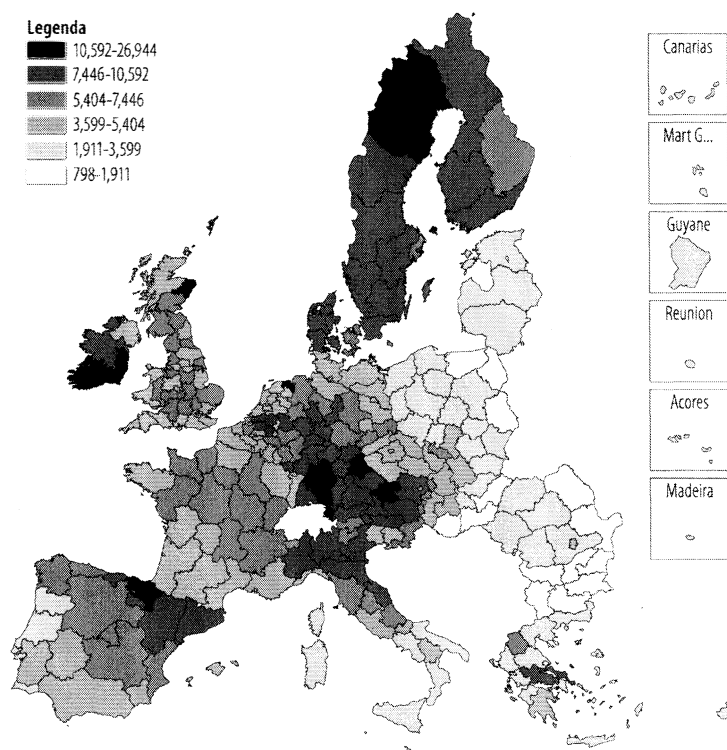 Legenda
10,592-26,944
7,446-10,592
5,404-7,446
3,599-5,404
1,911-3,599
798-1,911
Canarias
Mart G...
Guyane
Reunion
Acores
Madeira